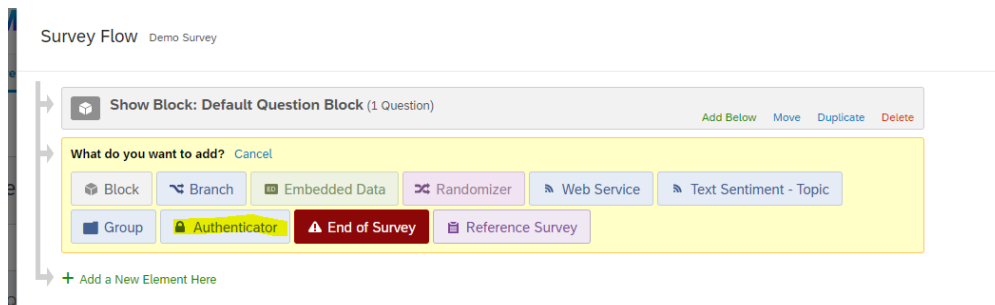 Survey Flow Demo Survey
Show Block: Default Question Block (1 Question)
Add Below Move Duplicate Delete
What do you want to add? Cancel
Block Branch ED Embedded Data Randomizer Web Service Text Sentiment - Topic
Group Authenticator End of Survey Reference Survey
+ Add a New Element Here